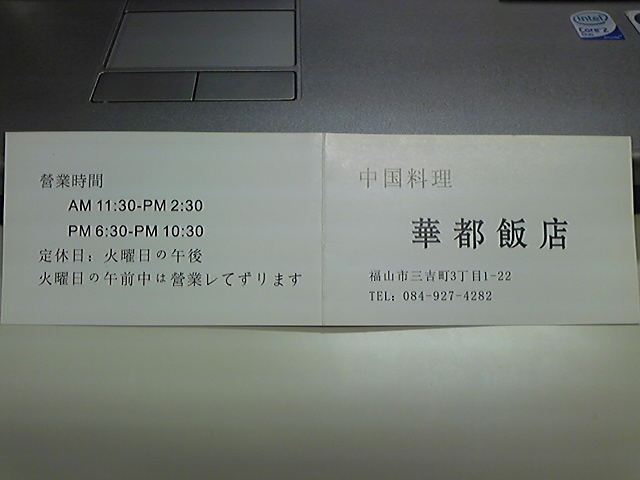 営業時間
AM 11:30-PM 2:30
PM 6:30-PM 10:30
定休日: 火曜日の午後
火曜日の午前中は営業レてずリます
中国料理
華都飯店
福山市三吉町3丁目1-22
TEL: 084-927-4282
intel
Core 2